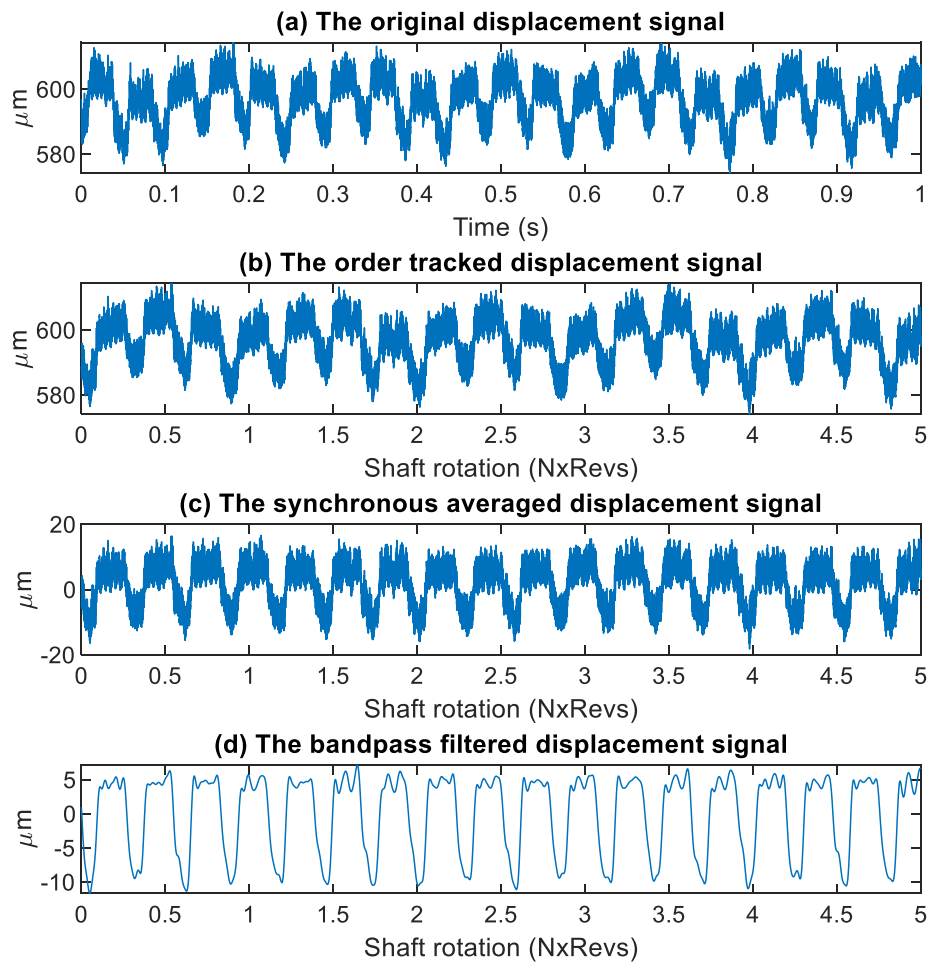 (a) The original displacement signal
600
580
μm
0 0.1 0.2 0.3 0.4 0.5 0.6 0.7 0.8 0.9 1
Time (s)
(b) The order tracked displacement signal
600
580
μm
0 0.5 1 1.5 2 2.5 3 3.5 4 4.5 5
Shaft rotation (NxRevs)
(c) The synchronous averaged displacement signal
20
0
-20
μm
0 0.5 1 1.5 2 2.5 3 3.5 4 4.5 5
Shaft rotation (NxRevs)
(d) The bandpass filtered displacement signal
5
0
-5
-10
μm
0 0.5 1 1.5 2 2.5 3 3.5 4 4.5 5
Shaft rotation (NxRevs)